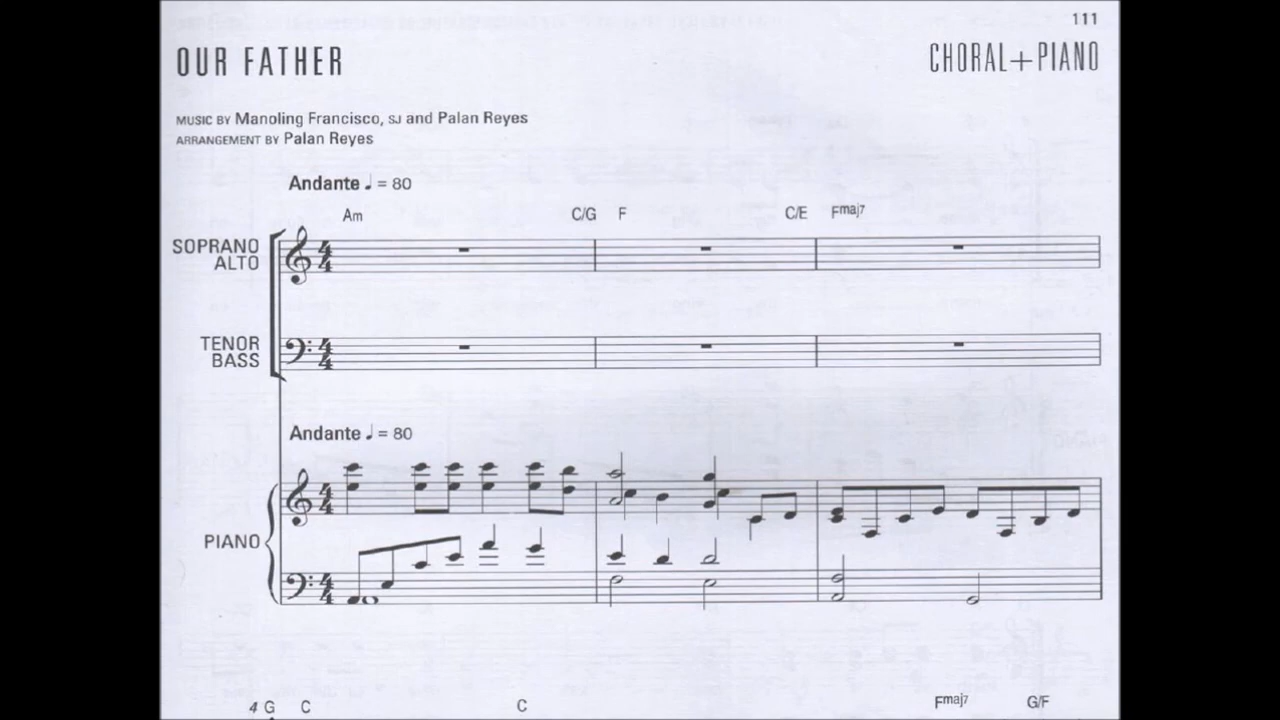 111
OUR FATHER
CHORAL+PIANO
MUSIC BY Manoling Francisco, SJ and Palan Reyes
ARRANGEMENT BY Palan Reyes
Andante ♩ = 80
Am C/G F C/E Fmaj7
SOPRANO
ALTO
TENOR
BASS
Andante ♩ = 80
PIANO
4 G C C Fmaj7 G/F